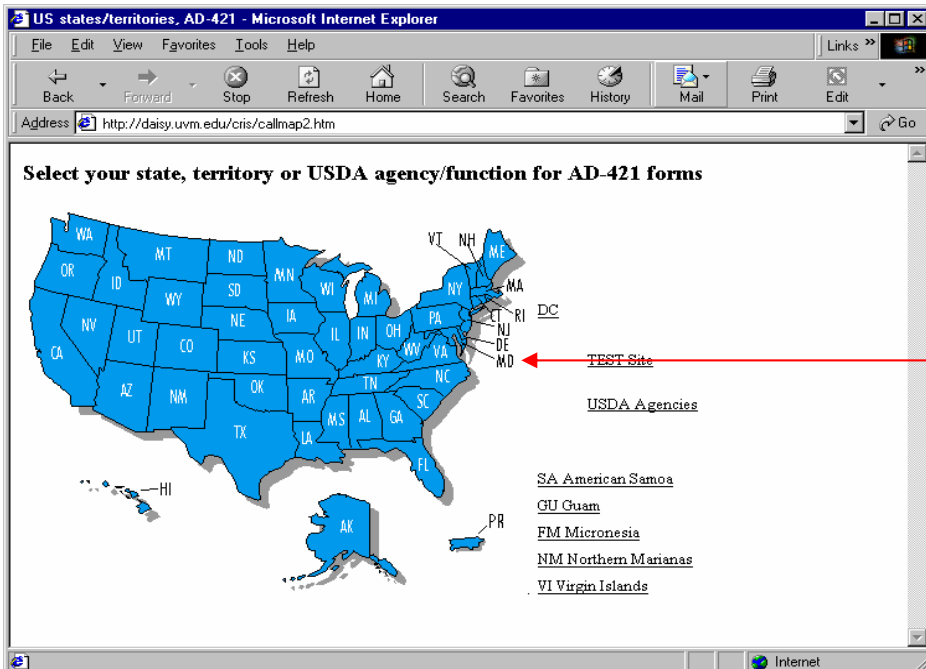 US states/territories, AD-421 - Microsoft Internet Explorer
File Edit View Favorites Tools Help Links »
Back Forward Stop Refresh Home Search Favorites History Mail Print Edit »
Address http://daisy.uvm.edu/cris/callmap2.htm Go
Select your state, territory or USDA agency/function for AD-421 forms
WA MT ND VT NH ME
OR ID MN WI NY MA
WY SD MI
NV NE IA PA CT RI DC
UT IL IN OH NJ
CA CO KS MO KY WV VA DE
MD TEST Site
AZ NM OK AR TN NC
USDA Agencies
TX LA MS AL GA SC
FL
HI SA American Samoa
GU Guam
AK PR
FM Micronesia
NM Northern Marianas
VI Virgin Islands
Internet